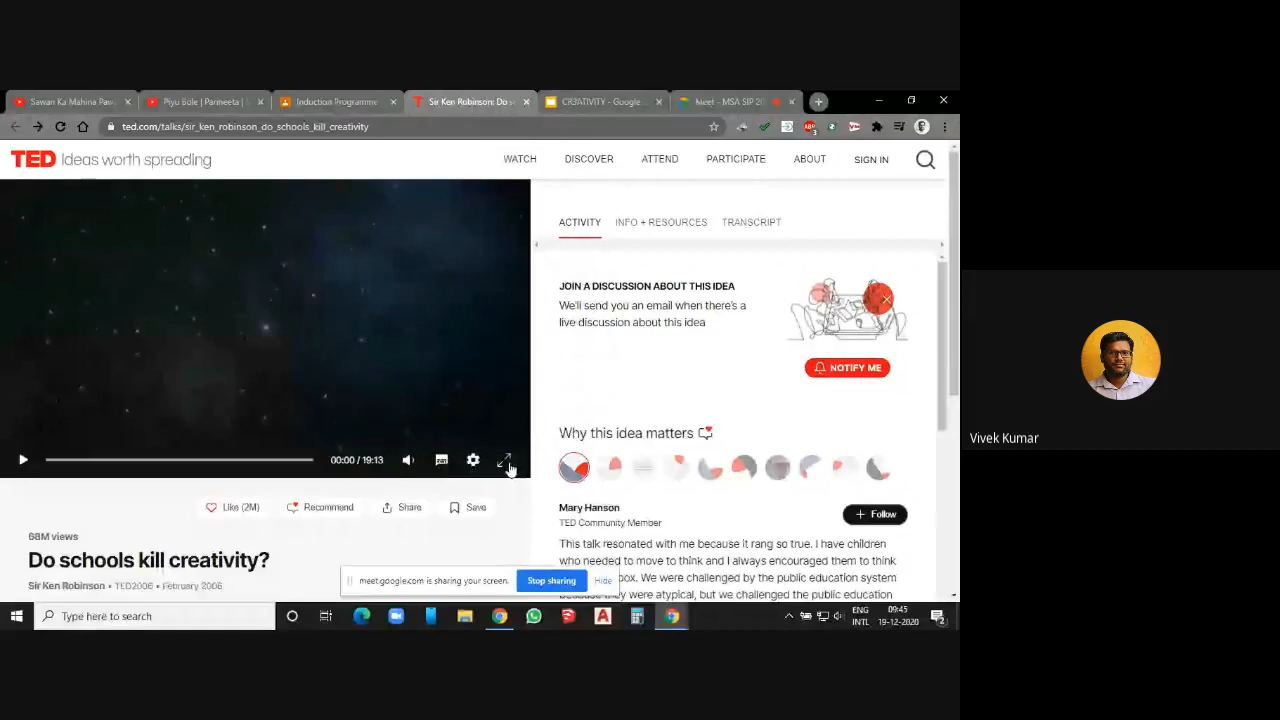 Sawan Ka Mahina Paw
Piyu Bole | Parineeta |
Induction Programme
Sir Ken Robinson: Do sc
CR3ATIVITY - Google
Meet - MSA SIP 20
ted.com/talks/sir_ken_robinson_do_schools_kill_creativity
TED Ideas worth spreading
WATCH DISCOVER ATTEND PARTICIPATE ABOUT SIGN IN
ACTIVITY INFO + RESOURCES TRANSCRIPT
JOIN A DISCUSSION ABOUT THIS IDEA
We'll send you an email when there's a
live discussion about this idea
NOTIFY ME
Why this idea matters
00:00 / 19:13
Like (2M) Recommend Share Save
Mary Hanson
TED Community Member
Follow
68M views
Do schools kill creativity?
Sir Ken Robinson • TED2006 • February 2006
This talk resonated with me because it rang so true. I have children
who needed to move to think and I always encouraged them to think
box. We were challenged by the public education system
they were atypical, but we challenged the public education
meet.google.com is sharing your screen. Stop sharing Hide
Type here to search
ENG
INTL
09:45
19-12-2020
2
Vivek Kumar